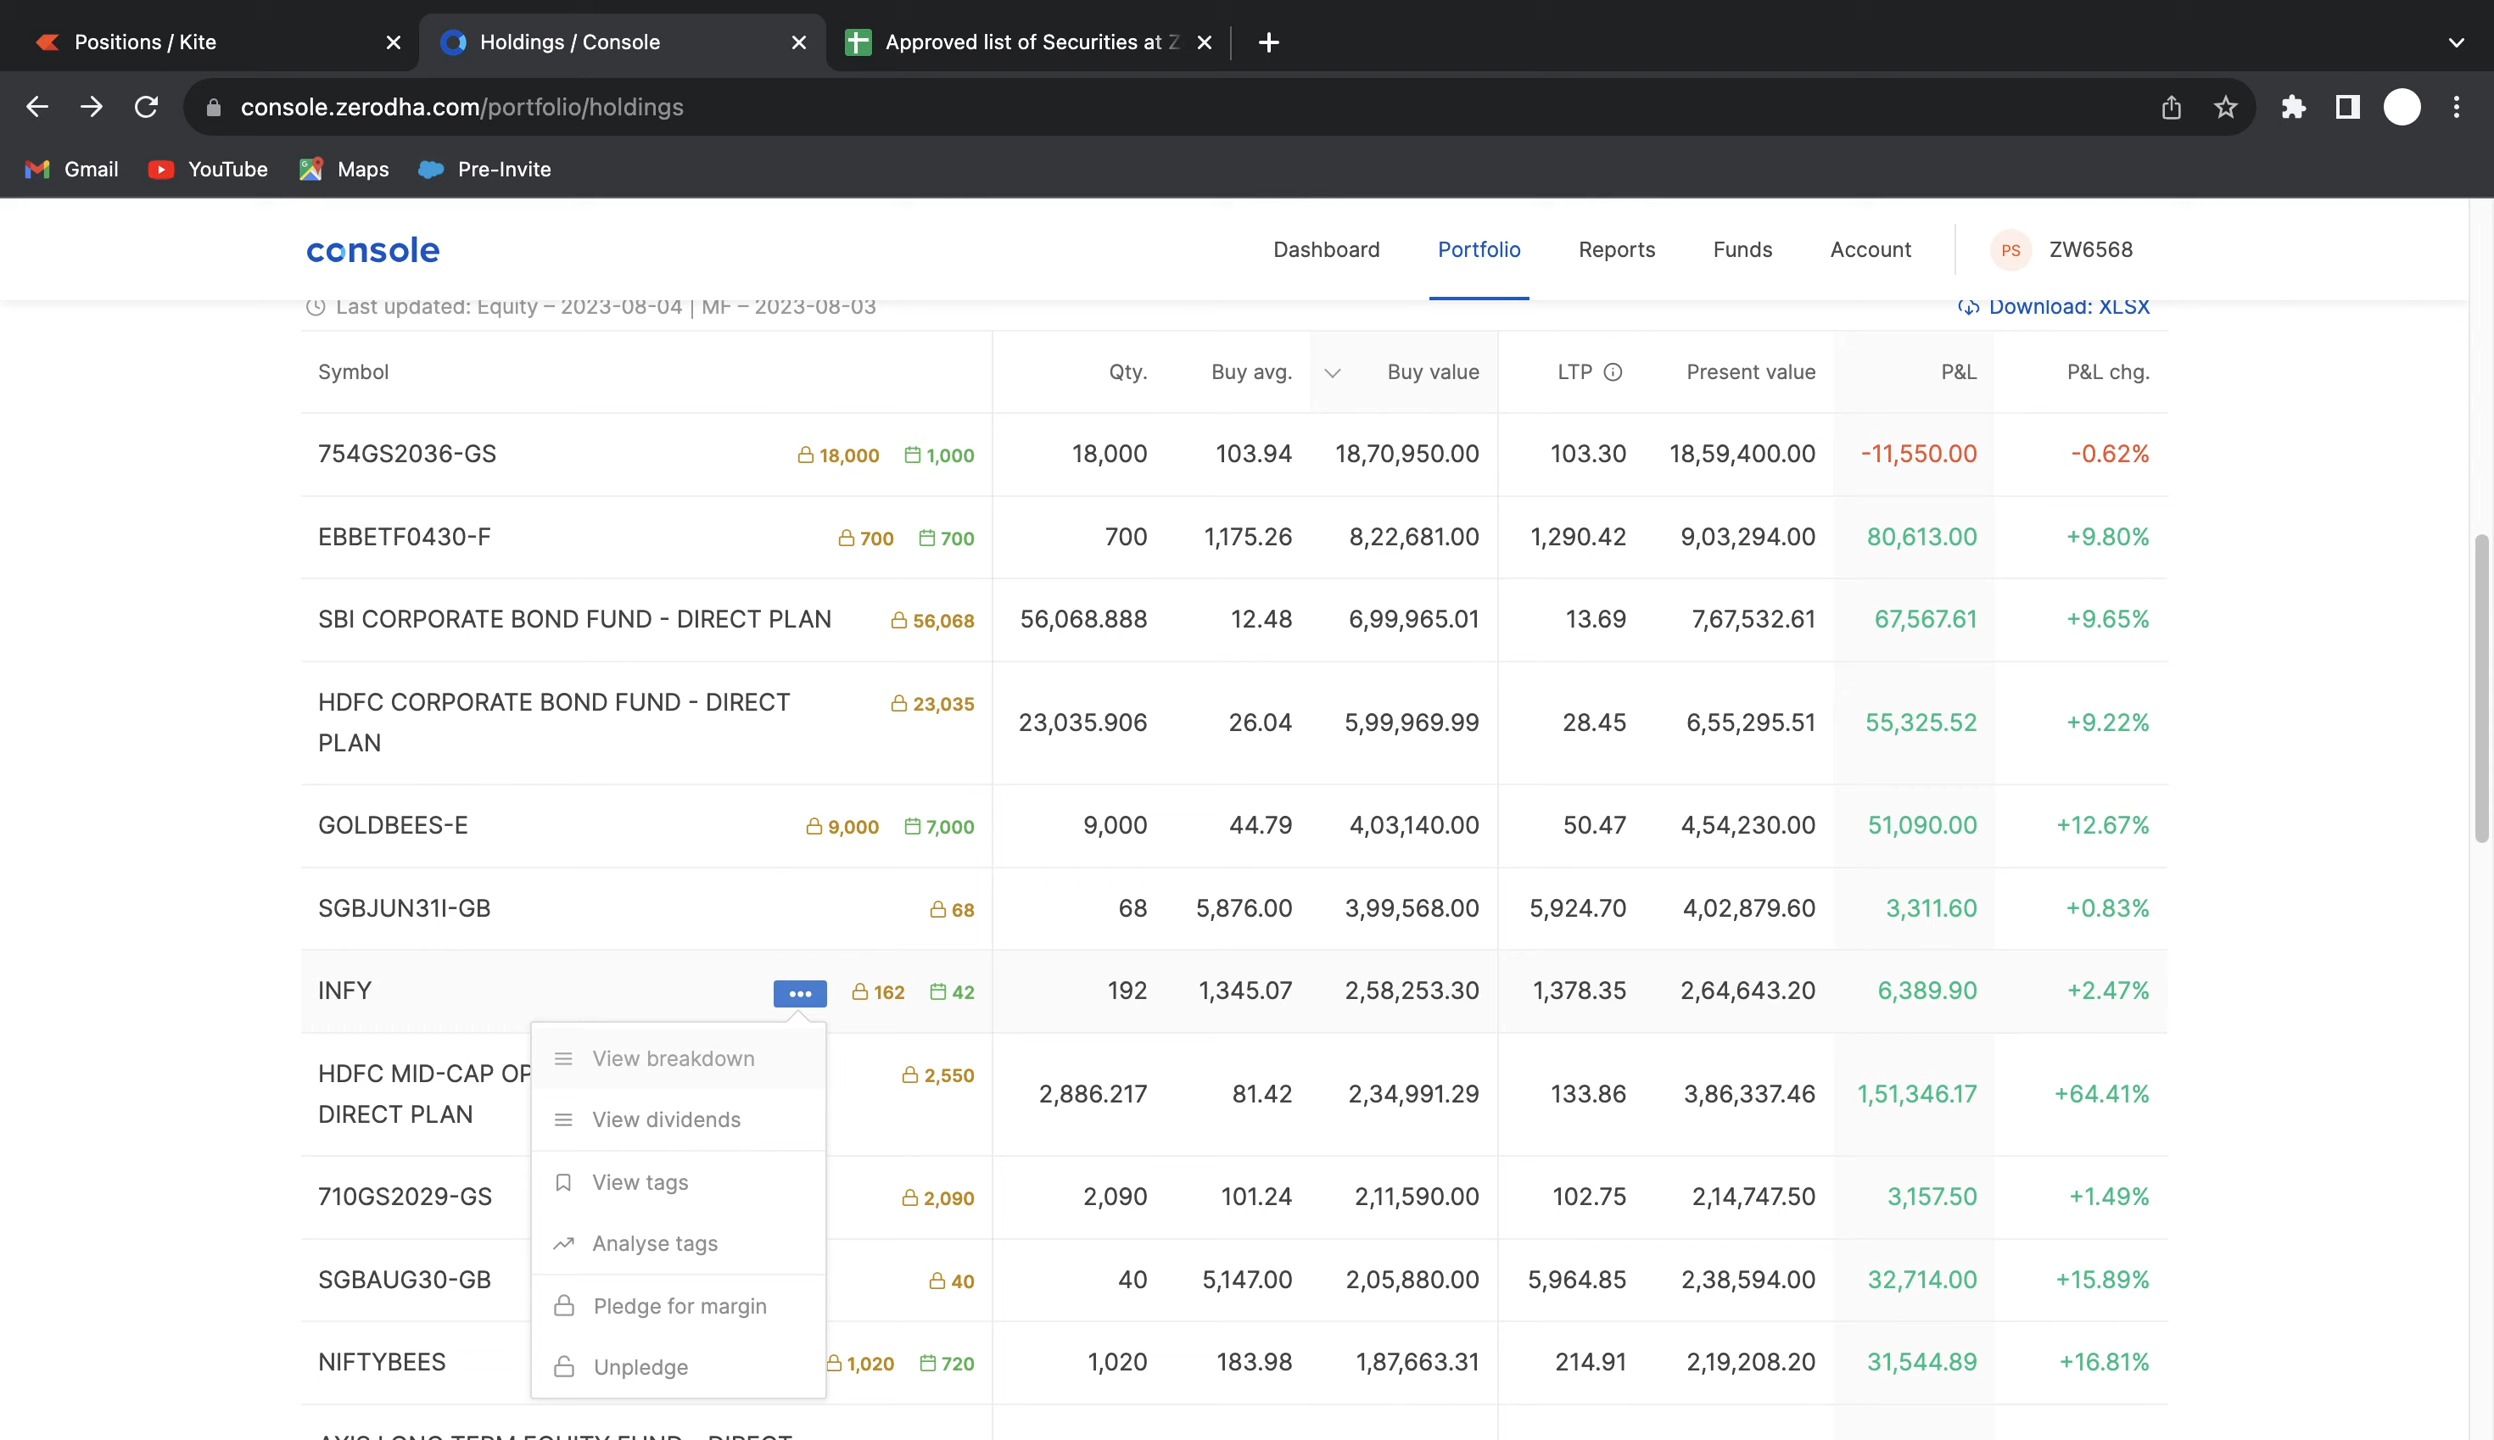 Positions / Kite
Holdings / Console
Approved list of Securities at Z
console.zerodha.com/portfolio/holdings
Gmail YouTube Maps Pre-Invite
console
Dashboard Portfolio Reports Funds Account PS ZW6568
Last updated: Equity – 2023-08-04 | MF – 2023-08-03 Download: XLSX
Symbol Qty. Buy avg. Buy value LTP Present value P&L P&L chg.
754GS2036-GS 18,000 1,000 18,000 103.94 18,70,950.00 103.30 18,59,400.00 -11,550.00 -0.62%
EBBETF0430-F 700 700 700 1,175.26 8,22,681.00 1,290.42 9,03,294.00 80,613.00 +9.80%
SBI CORPORATE BOND FUND - DIRECT PLAN 56,068 56,068.888 12.48 6,99,965.01 13.69 7,67,532.61 67,567.61 +9.65%
HDFC CORPORATE BOND FUND - DIRECT
PLAN 23,035 23,035.906 26.04 5,99,969.99 28.45 6,55,295.51 55,325.52 +9.22%
GOLDBEES-E 9,000 7,000 9,000 44.79 4,03,140.00 50.47 4,54,230.00 51,090.00 +12.67%
SGBJUN31I-GB 68 68 5,876.00 3,99,568.00 5,924.70 4,02,879.60 3,311.60 +0.83%
INFY 162 42 192 1,345.07 2,58,253.30 1,378.35 2,64,643.20 6,389.90 +2.47%
View breakdown
View dividends
View tags
Analyse tags
Pledge for margin
Unpledge
HDFC MID-CAP OP
DIRECT PLAN 2,550 2,886.217 81.42 2,34,991.29 133.86 3,86,337.46 1,51,346.17 +64.41%
710GS2029-GS 2,090 2,090 101.24 2,11,590.00 102.75 2,14,747.50 3,157.50 +1.49%
SGBAUG30-GB 40 40 5,147.00 2,05,880.00 5,964.85 2,38,594.00 32,714.00 +15.89%
NIFTYBEES 1,020 720 1,020 183.98 1,87,663.31 214.91 2,19,208.20 31,544.89 +16.81%
AXIS LONG TERM EQUITY FUND - DIRECT